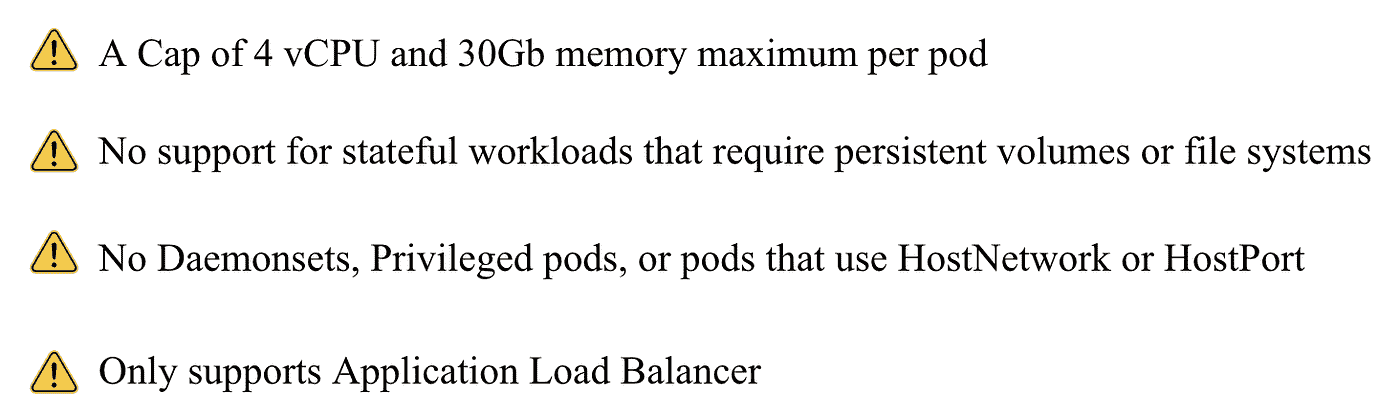 A Cap of 4 vCPU and 30Gb memory maximum per pod
No support for stateful workloads that require persistent volumes or file systems
No Daemonsets, Privileged pods, or pods that use HostNetwork or HostPort
Only supports Application Load Balancer